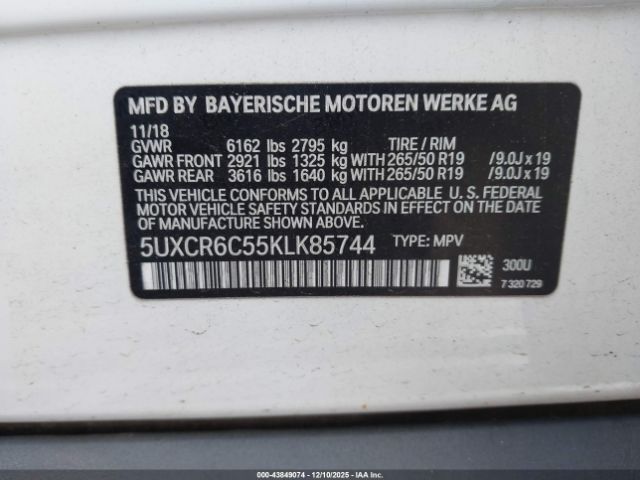 MFD BY BAYERISCHE MOTOREN WERKE AG
11/18
GVWR 6162 lbs 2795 kg TIRE / RIM
GAWR FRONT 2921 lbs 1325 kg WITH 265/50 R19 /9.0J x 19
GAWR REAR 3616 lbs 1640 kg WITH 265/50 R19 /9.0J x 19
THIS VEHICLE CONFORMS TO ALL APPLICABLE U. S. FEDERAL
MOTOR VEHICLE SAFETY STANDARDS IN EFFECT ON THE DATE
OF MANUFACTURE SHOWN ABOVE.
5UXCR6C55KLK85744 TYPE: MPV
300U
7 320 729
000-43849074 - 12/10/2025 - IAA Inc.